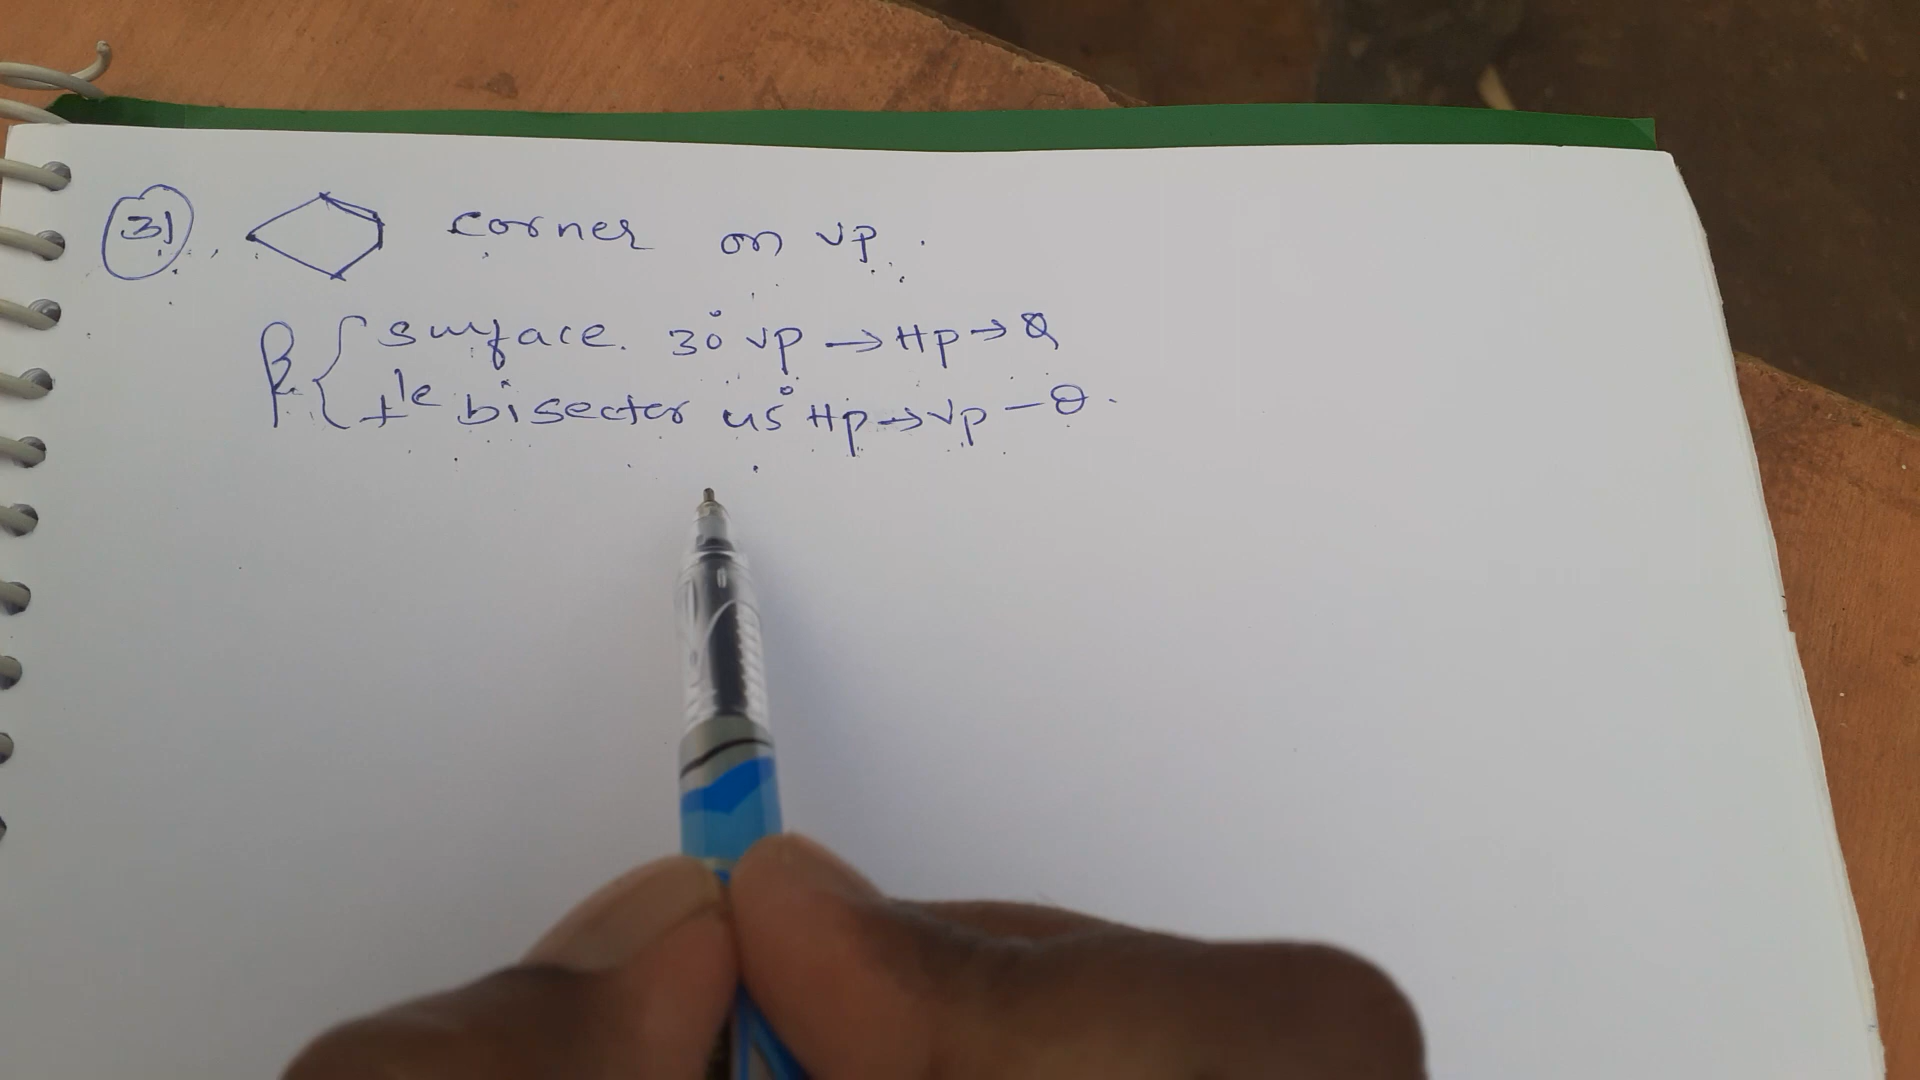 31.  corner on VP.
β { surface. 30° VP → HP → θ
⊥le bisector 45° HP → VP – θ.